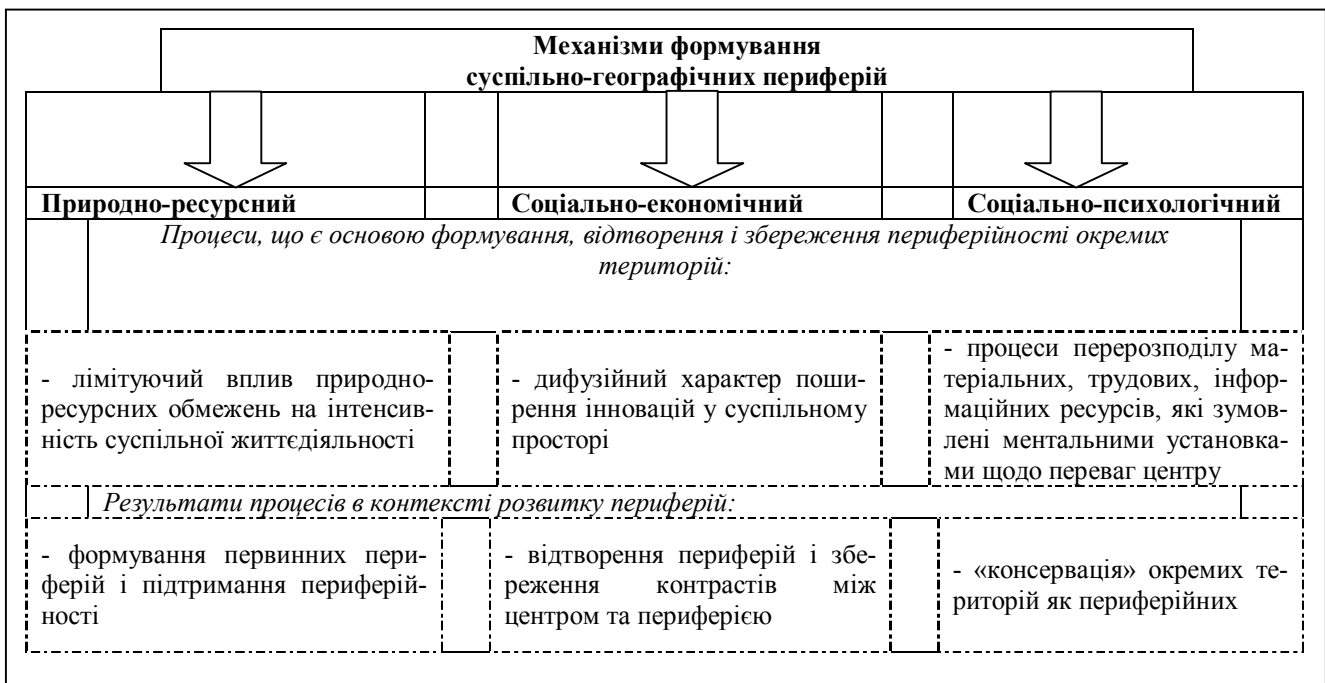 Механізми формування
суспільно-географічних периферій
Природно-ресурсний
Соціально-економічний
Соціально-психологічний
Процеси, що є основою формування, відтворення і збереження периферійності окремих
територій:
- лімітуючий вплив природно-
ресурсних обмежень на інтенсив-
ність суспільної життєдіяльності
- дифузійний характер поши-
рення інновацій у суспільному
просторі
- процеси перерозподілу ма-
теріальних, трудових, інфор-
маційних ресурсів, які зумов-
лені ментальними установка-
ми щодо переваг центру
Результати процесів в контексті розвитку периферій:
- формування первинних пери-
ферій і підтримання периферій-
ності
- відтворення периферій і збе-
реження контрастів між
центром та периферією
- «консервація» окремих те-
риторій як периферійних